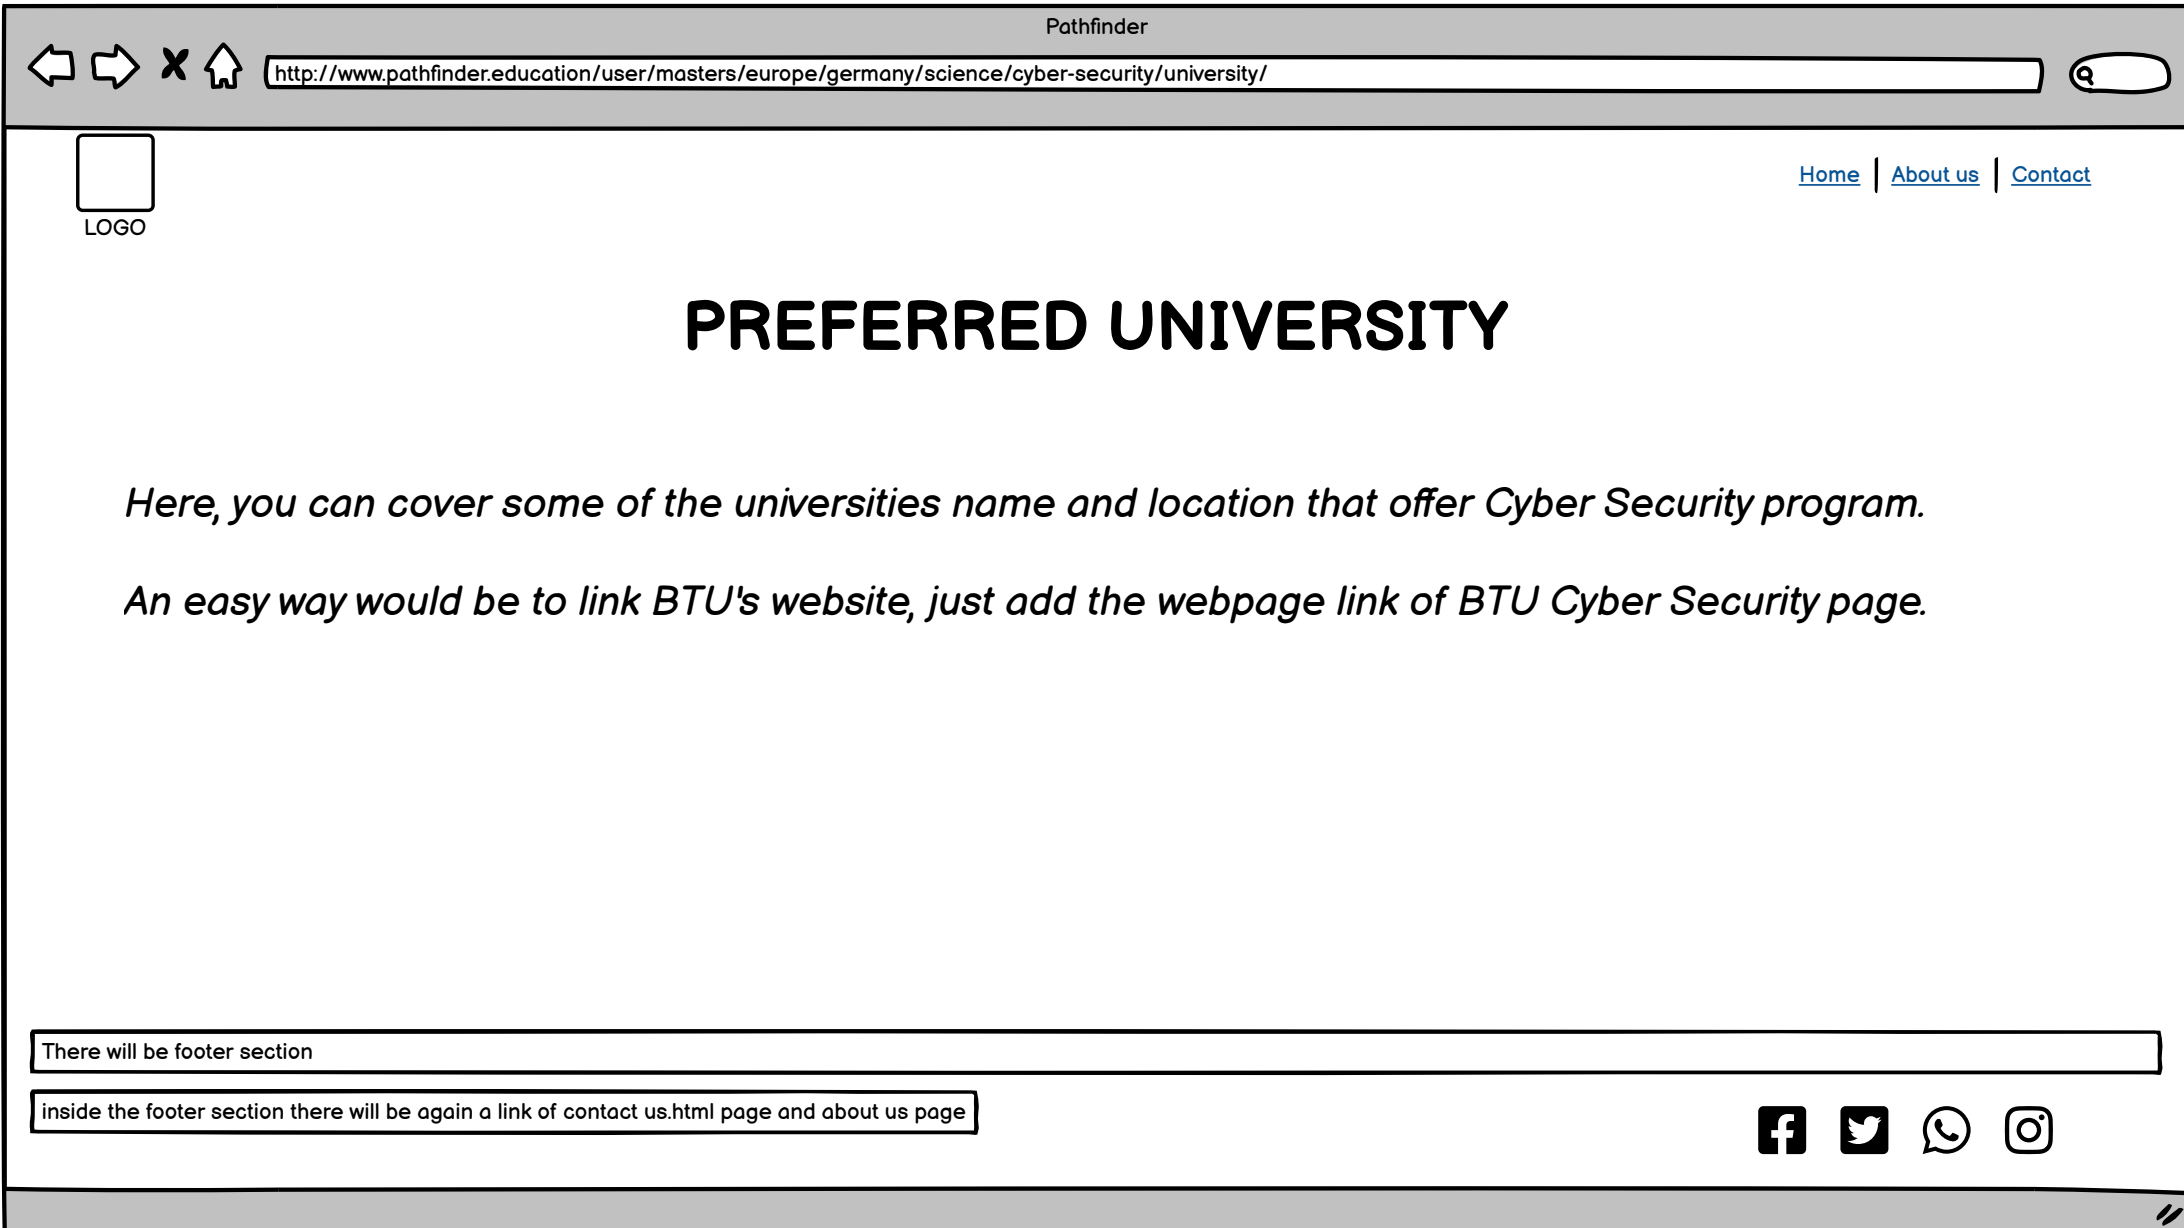 Pathfinder
http://www.pathfinder.education/user/masters/europe/germany/science/cyber-security/university/
Home | About us | Contact
LOGO
PREFERRED UNIVERSITY
Here, you can cover some of the universities name and location that offer Cyber Security program.
An easy way would be to link BTU's website, just add the webpage link of BTU Cyber Security page.
There will be footer section
inside the footer section there will be again a link of contact us.html page and about us page